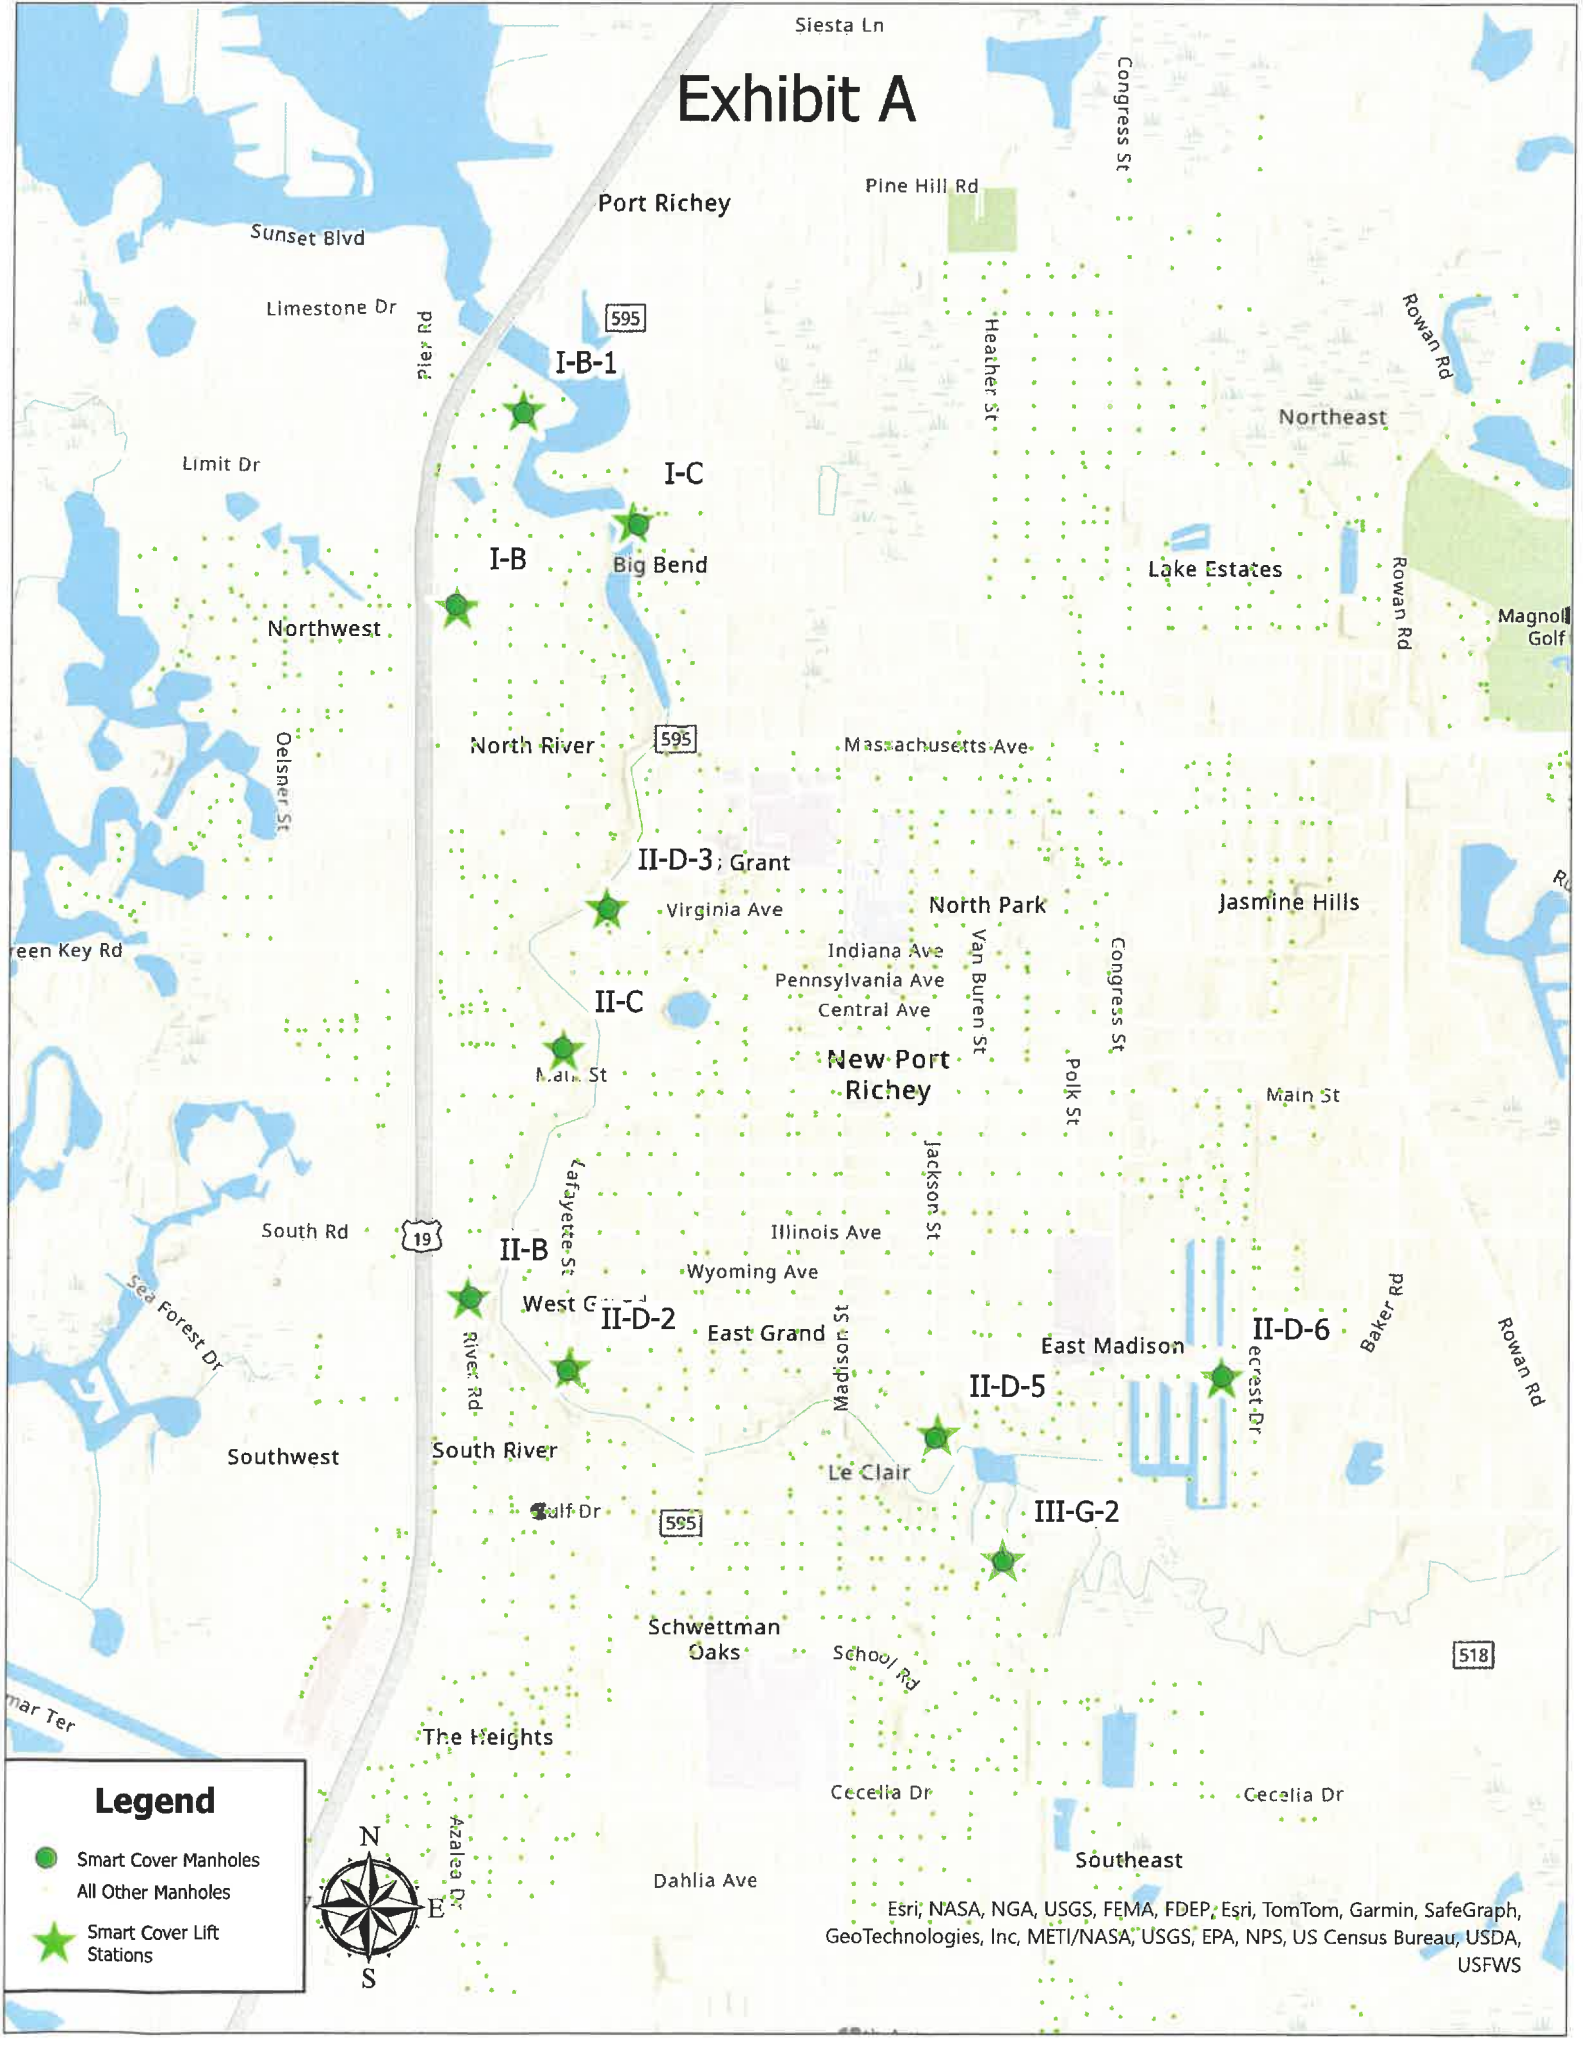 Siesta Ln
Exhibit A
Congress St
Pine Hill Rd
Port Richey
Sunset Blvd
Limestone Dr
Pier Rd
595
Heather St
Rowan Rd
I-B-1
Northeast
Limit Dr
I-C
I-B
Big Bend
Lake Estates
Rowan Rd
Northwest
Magnol
Golf
Oelsner St
North River
595
Massachusetts Ave
II-D-3
Grant
Virginia Ave
North Park
Jasmine Hills
reen Key Rd
Indiana Ave
Van Buren St
Congress St
Pennsylvania Ave
II-C
Central Ave
New Port
Richey
Polk St
Main St
Main St
Jackson St
Lafayette St
South Rd
19
Illinois Ave
II-B
Wyoming Ave
Sea Forest Dr
West
II-D-2
East Grand
Madison St
East Madison
II-D-6
Baker Rd
Rowan Rd
River Rd
ecrest Dr
II-D-5
Southwest
South River
Le Clair
ulf Dr
595
III-G-2
Schwettman
Oaks
School Rd
518
mar Ter
The Heights
Legend
Smart Cover Manholes
All Other Manholes
Smart Cover Lift
Stations
N
E
S
Azalea Dr
Cecelia Dr
Cecelia Dr
Dahlia Ave
Southeast
Esri, NASA, NGA, USGS, FEMA, FDEP, Esri, TomTom, Garmin, SafeGraph,
GeoTechnologies, Inc, METI/NASA, USGS, EPA, NPS, US Census Bureau, USDA,
USFWS